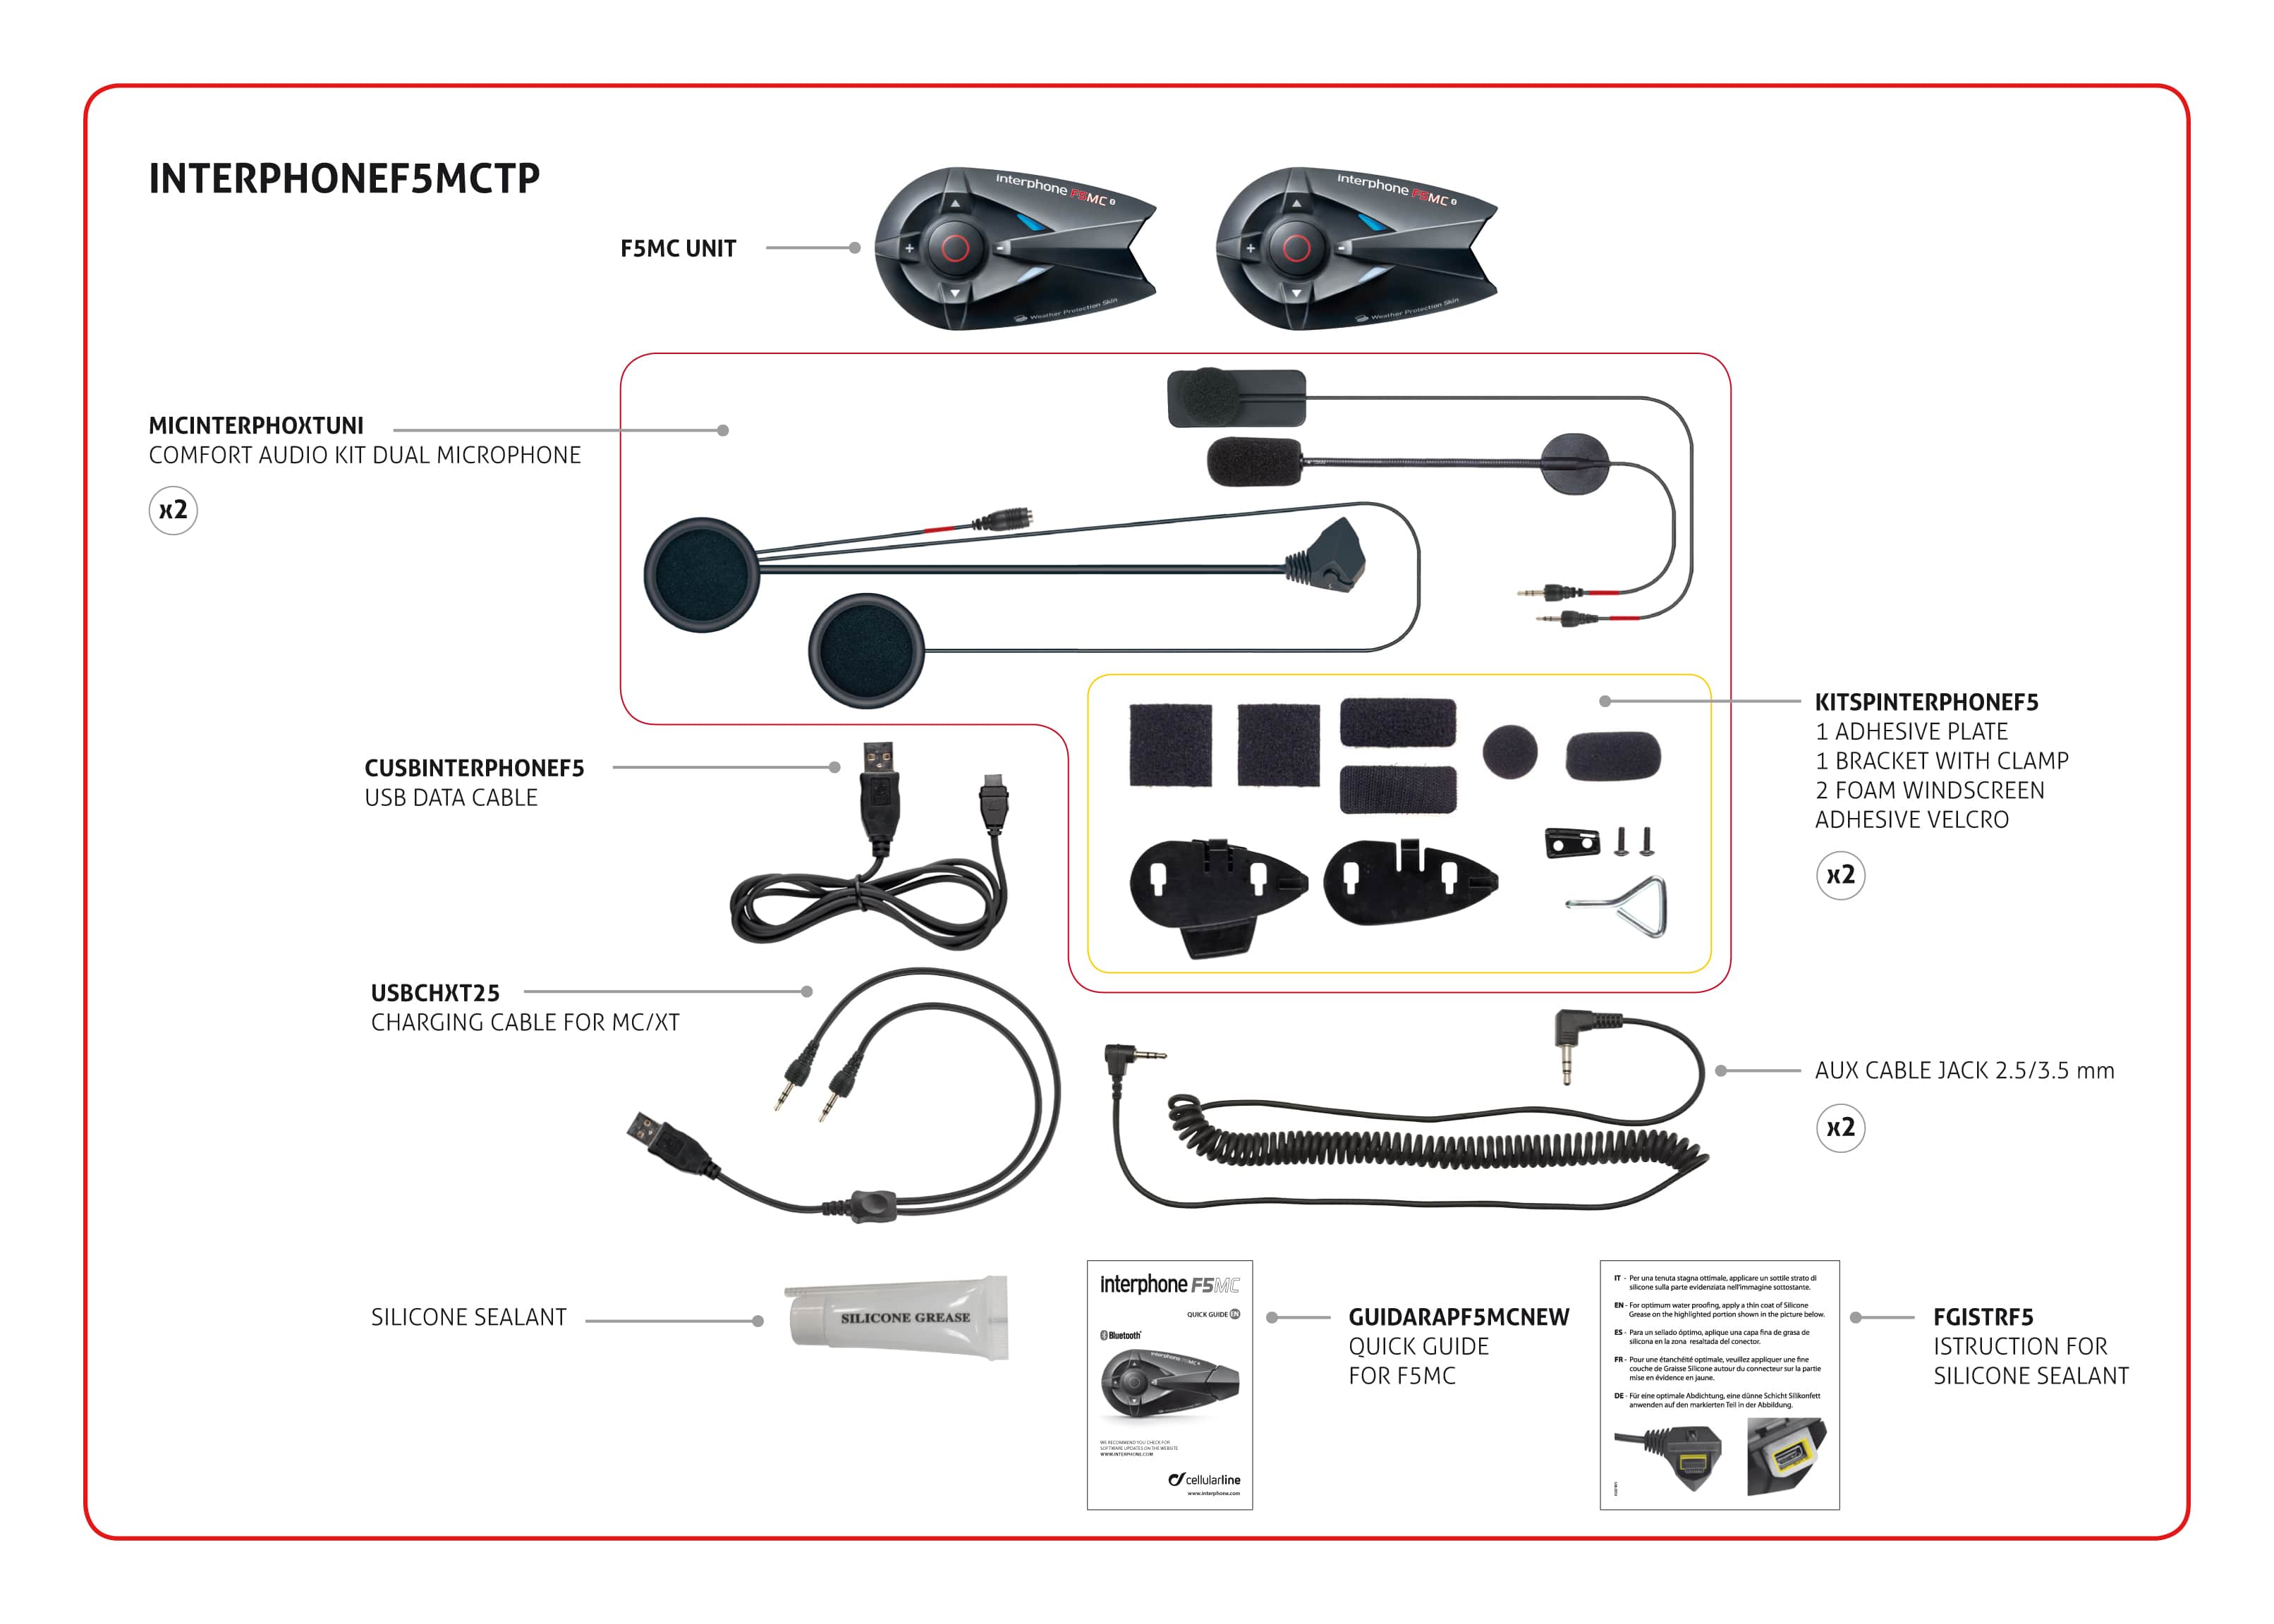 INTERPHONEF5MCTP
F5MC UNIT
interphone F5MC
Weather Protection Skin
interphone F5MC
Weather Protection Skin
MICINTERPHOXTUNI
COMFORT AUDIO KIT DUAL MICROPHONE
x2
KITSPINTERPHONEF5
1 ADHESIVE PLATE
1 BRACKET WITH CLAMP
2 FOAM WINDSCREEN
ADHESIVE VELCRO
x2
CUSBINTERPHONEF5
USB DATA CABLE
USBCHXT25
CHARGING CABLE FOR MC/XT
AUX CABLE JACK 2.5/3.5 mm
x2
SILICONE SEALANT
SILICONE GREASE
interphone F5MC
QUICK GUIDE EN
Bluetooth
interphone F5MC
WE RECOMMEND YOU CHECK FOR
SOFTWARE UPDATES ON THE WEBSITE
WWW.INTERPHONE.COM
cellularline
www.interphone.com
GUIDARAPF5MCNEW
QUICK GUIDE
FOR F5MC
IT - Per una tenuta stagna ottimale, applicare un sottile strato di
silicone sulla parte evidenziata nell'immagine sottostante.
EN - For optimum water proofing, apply a thin coat of Silicone
Grease on the highlighted portion shown in the picture below.
ES - Para un sellado óptimo, aplique una capa fina de grasa de
silicona en la zona resaltada del conector.
FR - Pour une étanchéité optimale, veuillez appliquer une fine
couche de Graisse Silicone autour du connecteur sur la partie
mise en évidence en jaune.
DE - Für eine optimale Abdichtung, eine dünne Schicht Silikonfett
anwenden auf den markierten Teil in der Abbildung.
FGISTRF5
ISTRUCTION FOR
SILICONE SEALANT